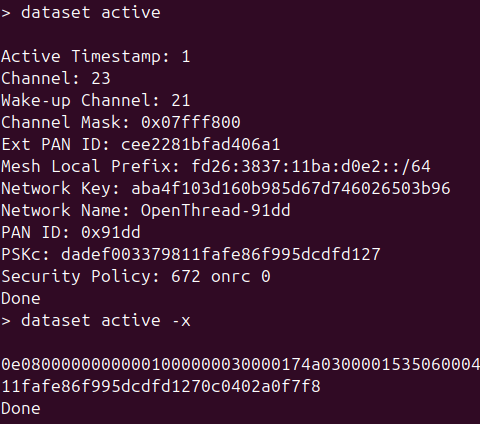 > dataset active
Active Timestamp: 1
Channel: 23
Wake-up Channel: 21
Channel Mask: 0x07fff800
Ext PAN ID: cee2281bfad406a1
Mesh Local Prefix: fd26:3837:11ba:d0e2::/64
Network Key: aba4f103d160b985d67d746026503b96
Network Name: OpenThread-91dd
PAN ID: 0x91dd
PSKc: dadef003379811fafe86f995dcdfd127
Security Policy: 672 onrc 0
Done
> dataset active -x
0e08000000000001000000030000174a0300001535060004
11fafe86f995dcdfd1270c0402a0f7f8
Done